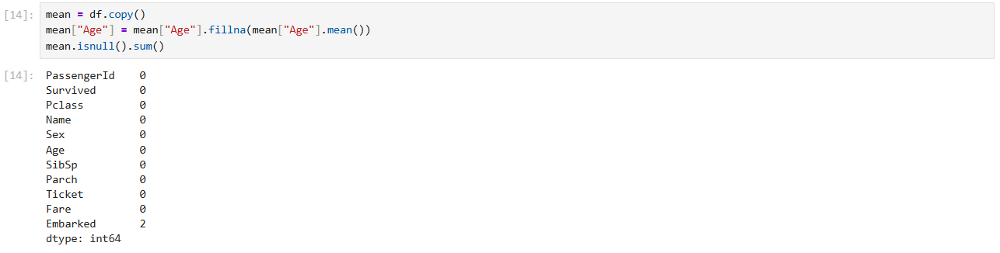 [14]: mean = df.copy()
mean["Age"] = mean["Age"].fillna(mean["Age"].mean())
mean.isnull().sum()
[14]: PassengerId 0
Survived 0
Pclass 0
Name 0
Sex 0
Age 0
SibSp 0
Parch 0
Ticket 0
Fare 0
Embarked 2
dtype: int64